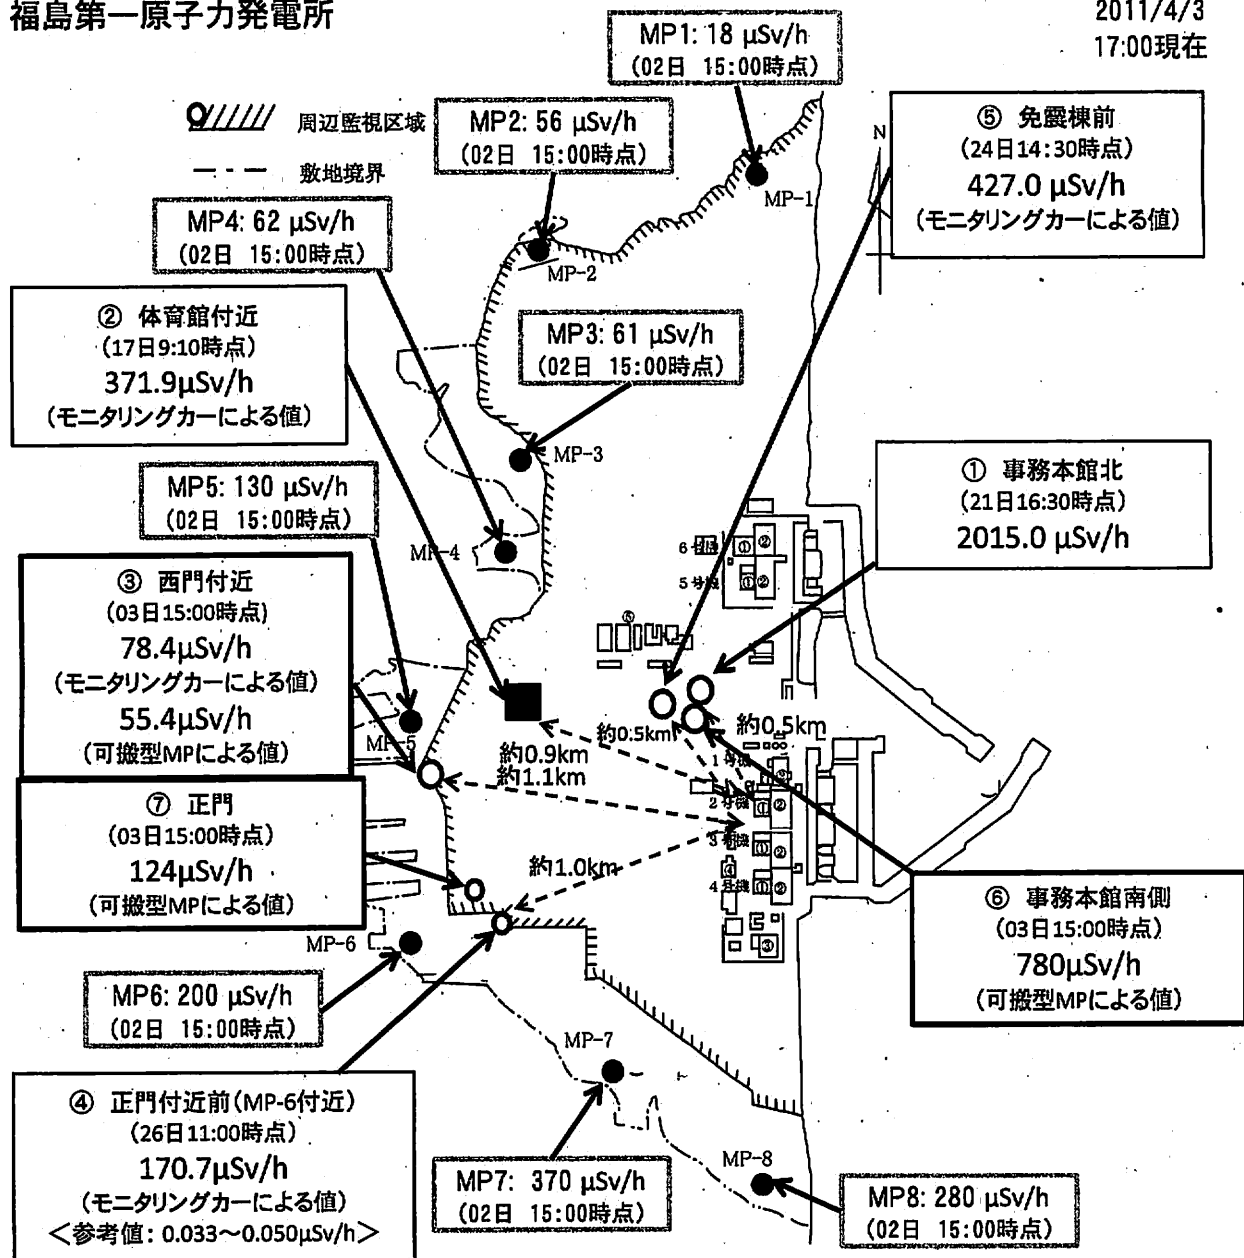 福島第一原子力発電所
2011/4/3
17:00現在
MP1: 18 μSv/h
(02日 15:00時点)
周辺監視区域
敷地境界
MP2: 56 μSv/h
(02日 15:00時点)
⑤ 免震棟前
(24日14:30時点)
427.0 μSv/h
(モニタリングカーによる値)
N
MP-1
MP4: 62 μSv/h
(02日 15:00時点)
MP-2
② 体育館付近
(17日9:10時点)
371.9μSv/h
(モニタリングカーによる値)
MP3: 61 μSv/h
(02日 15:00時点)
MP-3
① 事務本館北
(21日16:30時点)
2015.0 μSv/h
MP5: 130 μSv/h
(02日 15:00時点)
MP-4
6号機
① ②
5号機
① ②
③ 西門付近
(03日15:00時点)
78.4μSv/h
(モニタリングカーによる値)
55.4μSv/h
(可搬型MPによる値)
MP-5
約0.5km
約0.5km
約0.9km
約1.1km
1号機
2号機
① ②
3号機
① ②
4号機
① ②
③
⑦ 正門
(03日15:00時点)
124μSv/h
(可搬型MPによる値)
約1.0km
⑥ 事務本館南側
(03日15:00時点)
780μSv/h
(可搬型MPによる値)
MP-6
MP6: 200 μSv/h
(02日 15:00時点)
MP-7
④ 正門付近前(MP-6付近)
(26日11:00時点)
170.7μSv/h
(モニタリングカーによる値)
<参考値: 0.033~0.050μSv/h>
MP7: 370 μSv/h
(02日 15:00時点)
MP-8
MP8: 280 μSv/h
(02日 15:00時点)